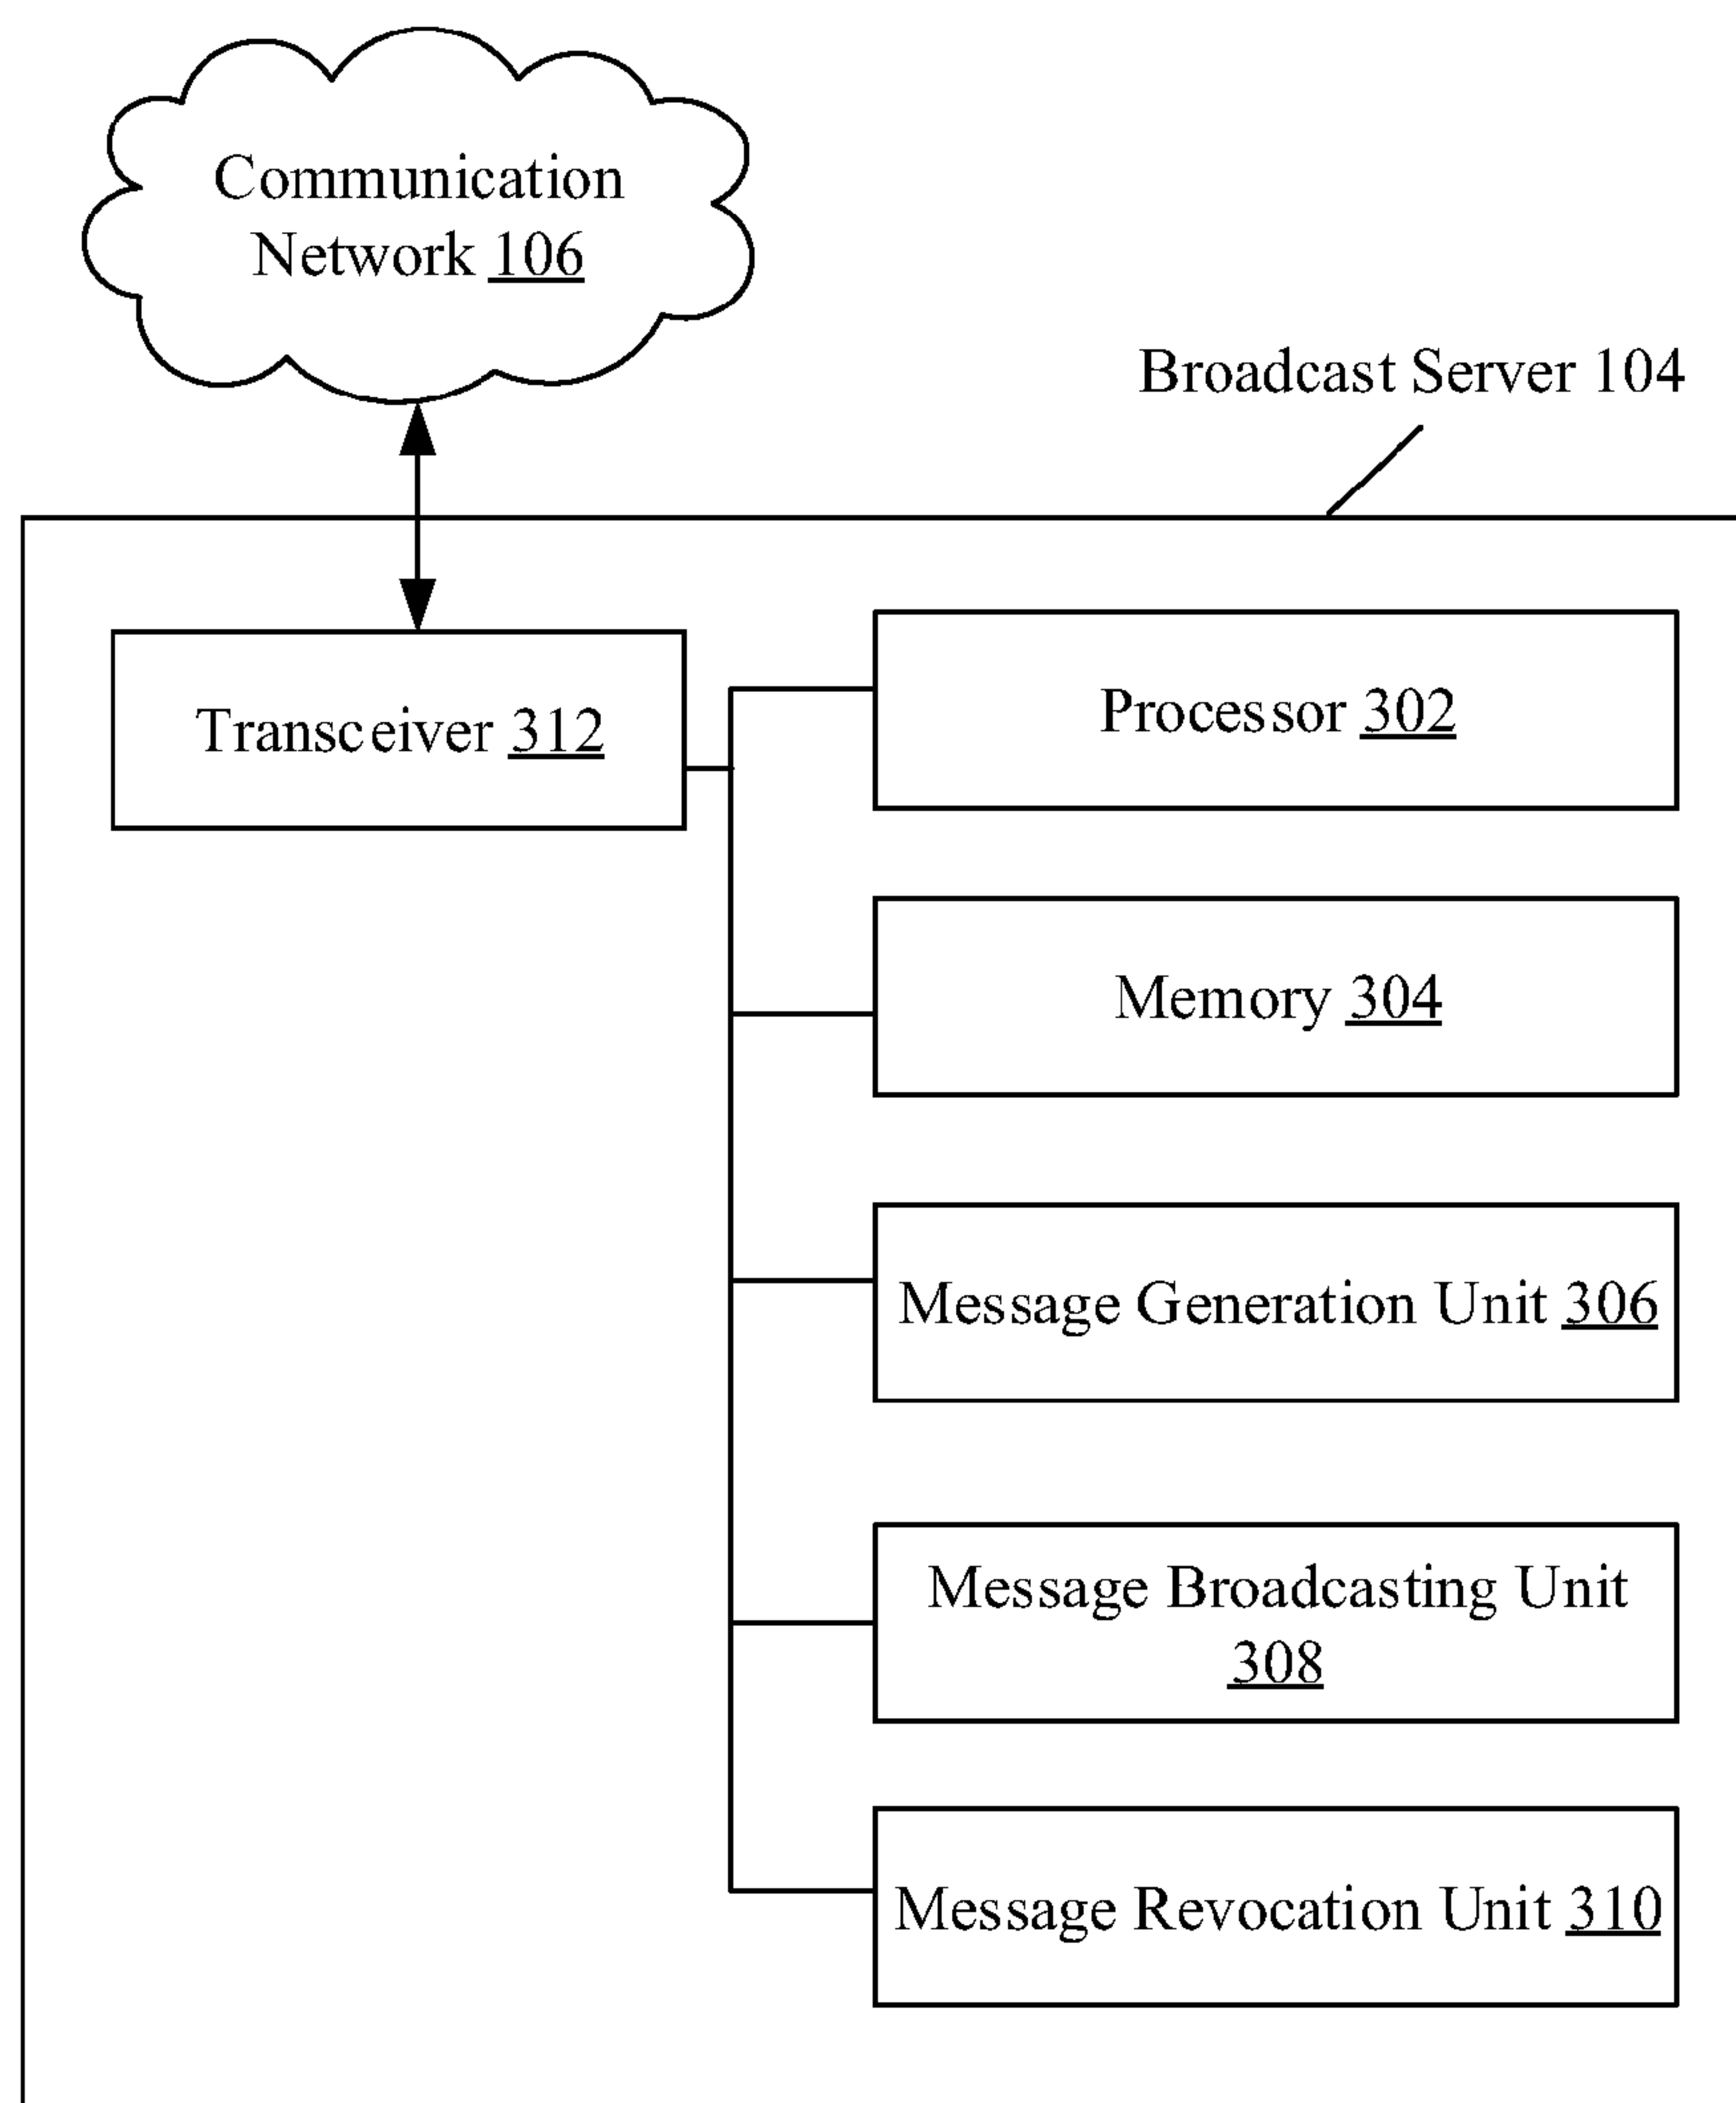 Communication
Network 106
Broadcast Server 104
Transceiver 312
Processor 302
Memory 304
Message Generation Unit 306
Message Broadcasting Unit
308
Message Revocation Unit 310